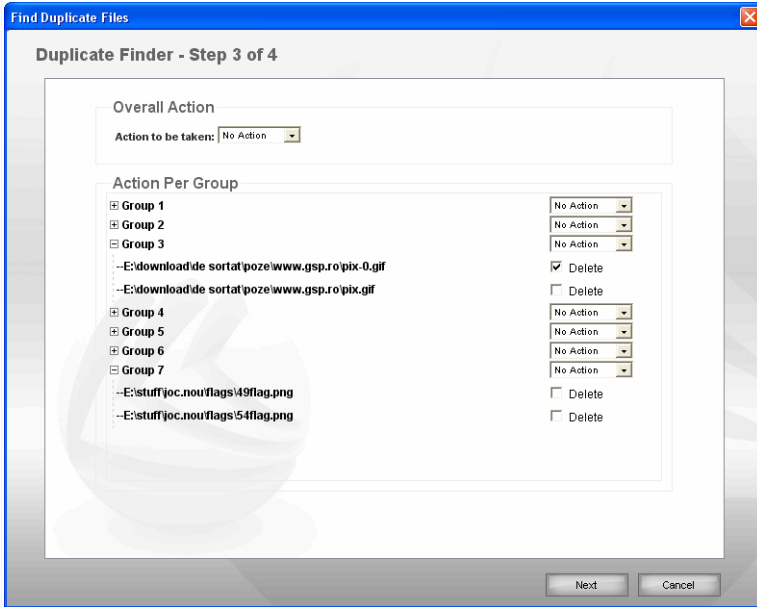 Find Duplicate Files
Duplicate Finder - Step 3 of 4
Overall Action
Action to be taken: No Action
Action Per Group
Group 1 No Action
Group 2 No Action
Group 3 No Action
--E:\download\de sortat\poze\www.gsp.ro\pix-0.gif Delete
--E:\download\de sortat\poze\www.gsp.ro\pix.gif Delete
Group 4 No Action
Group 5 No Action
Group 6 No Action
Group 7 No Action
--E:\stuff\joc.nou\flags\49flag.png Delete
--E:\stuff\joc.nou\flags\54flag.png Delete
Next Cancel